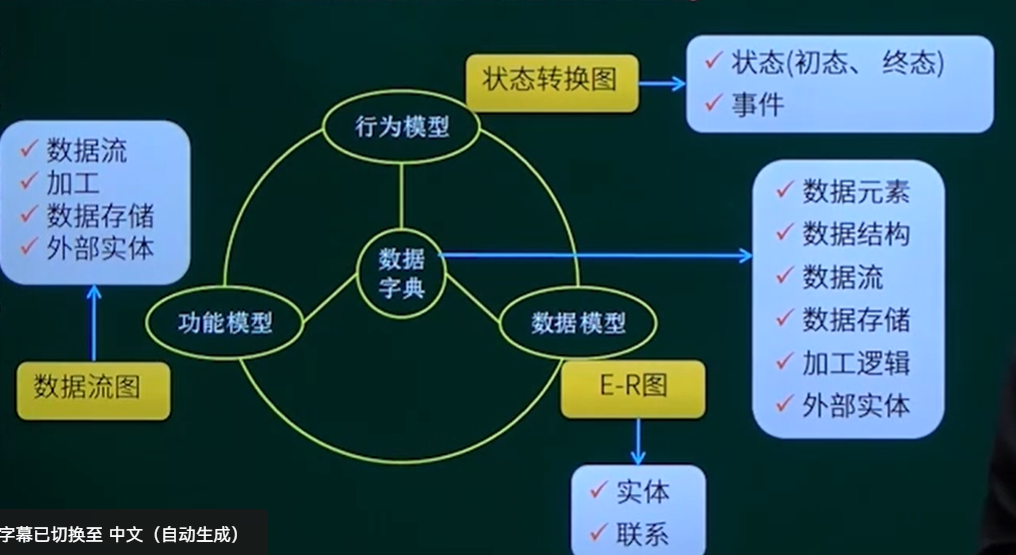 状态转换图
状态(初态、 终态)
事件
行为模型
数据流
加工
数据存储
外部实体
数据
字典
数据元素
数据结构
数据流
数据存储
加工逻辑
外部实体
功能模型
数据模型
数据流图
E-R图
实体
联系
字幕已切换至 中文（自动生成）